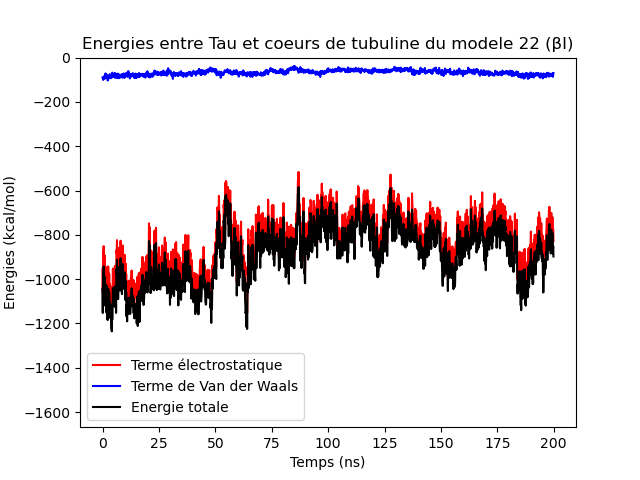 Energies entre Tau et coeurs de tubuline du modele 22 (βI)
Energies (kcal/mol)
0
−200
−400
−600
−800
−1000
−1200
−1400
−1600
Terme électrostatique
Terme de Van der Waals
Energie totale
0 25 50 75 100 125 150 175 200
Temps (ns)